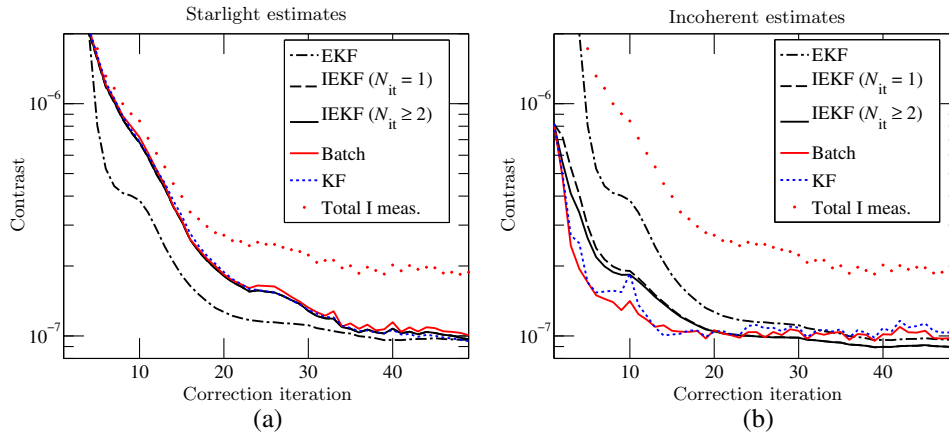 Starlight estimates
10⁻⁶
10⁻⁷
Contrast
EKF
IEKF (N_it = 1)
IEKF (N_it ≥ 2)
Batch
KF
Total I meas.
10 20 30 40
Correction iteration
(a)
Incoherent estimates
10⁻⁶
10⁻⁷
Contrast
EKF
IEKF (N_it = 1)
IEKF (N_it ≥ 2)
Batch
KF
Total I meas.
10 20 30 40
Correction iteration
(b)